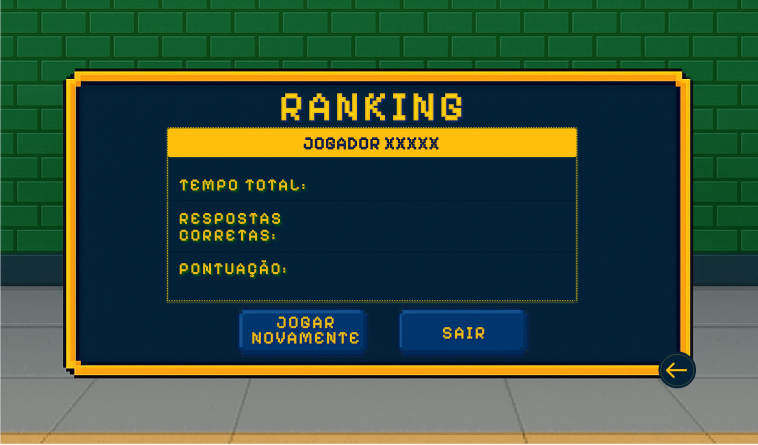 RANKING
JOGADOR XXXXX
TEMPO TOTAL:
RESPOSTAS
CORRETAS:
PONTUAÇÃO:
JOGAR
NOVAMENTE
SAIR